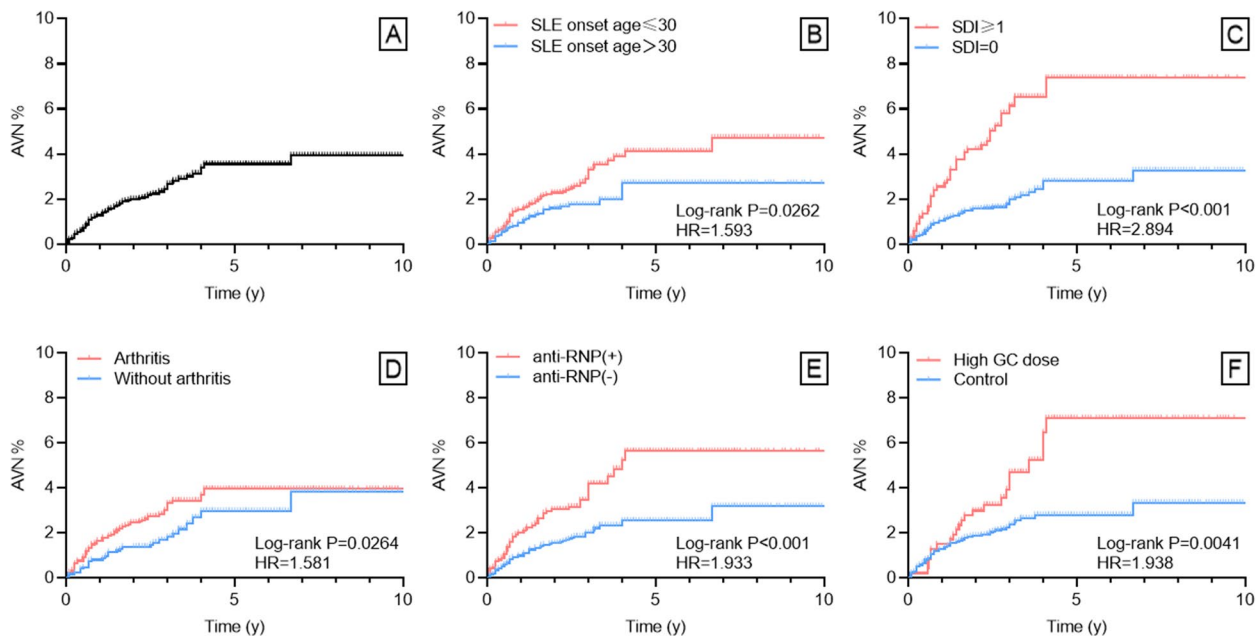 10
8
6
4
2
0
AVN %
0
5
10
Time (y)
A
10
8
6
4
2
0
AVN %
0
5
10
Time (y)
SLE onset age≤30
SLE onset age>30
B
Log-rank P=0.0262
HR=1.593
10
8
6
4
2
0
AVN %
0
5
10
Time (y)
SDI≥1
SDI=0
C
Log-rank P<0.001
HR=2.894
10
8
6
4
2
0
AVN %
0
5
10
Time (y)
Arthritis
Without arthritis
D
Log-rank P=0.0264
HR=1.581
10
8
6
4
2
0
AVN %
0
5
10
Time (y)
anti-RNP(+)
anti-RNP(-)
E
Log-rank P<0.001
HR=1.933
10
8
6
4
2
0
AVN %
0
5
10
Time (y)
High GC dose
Control
F
Log-rank P=0.0041
HR=1.938